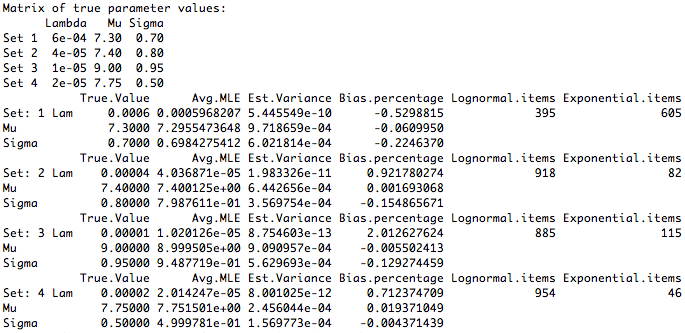 Matrix of true parameter values:
Lambda Mu Sigma
Set 1 6e-04 7.30 0.70
Set 2 4e-05 7.40 0.80
Set 3 1e-05 9.00 0.95
Set 4 2e-05 7.75 0.50
True.Value Avg.MLE Est.Variance Bias.percentage Lognormal.items Exponential.items
Set: 1 Lam 0.0006 0.0005968207 5.445549e-10 -0.5298815 395 605
Mu 7.3000 7.2955473648 9.718659e-04 -0.0609950
Sigma 0.7000 0.6984275412 6.021814e-04 -0.2246370
True.Value Avg.MLE Est.Variance Bias.percentage Lognormal.items Exponential.items
Set: 2 Lam 0.00004 4.036871e-05 1.983326e-11 0.921780274 918 82
Mu 7.40000 7.400125e+00 6.442656e-04 0.001693068
Sigma 0.80000 7.987611e-01 3.569754e-04 -0.154865671
True.Value Avg.MLE Est.Variance Bias.percentage Lognormal.items Exponential.items
Set: 3 Lam 0.00001 1.020126e-05 8.754603e-13 2.012627624 885 115
Mu 9.00000 8.999505e+00 9.090957e-04 -0.005502413
Sigma 0.95000 9.487719e-01 5.629693e-04 -0.129274459
True.Value Avg.MLE Est.Variance Bias.percentage Lognormal.items Exponential.items
Set: 4 Lam 0.00002 2.014247e-05 8.001025e-12 0.712374709 954 46
Mu 7.75000 7.751501e+00 2.456044e-04 0.019371049
Sigma 0.50000 4.999781e-01 1.569773e-04 -0.004371439